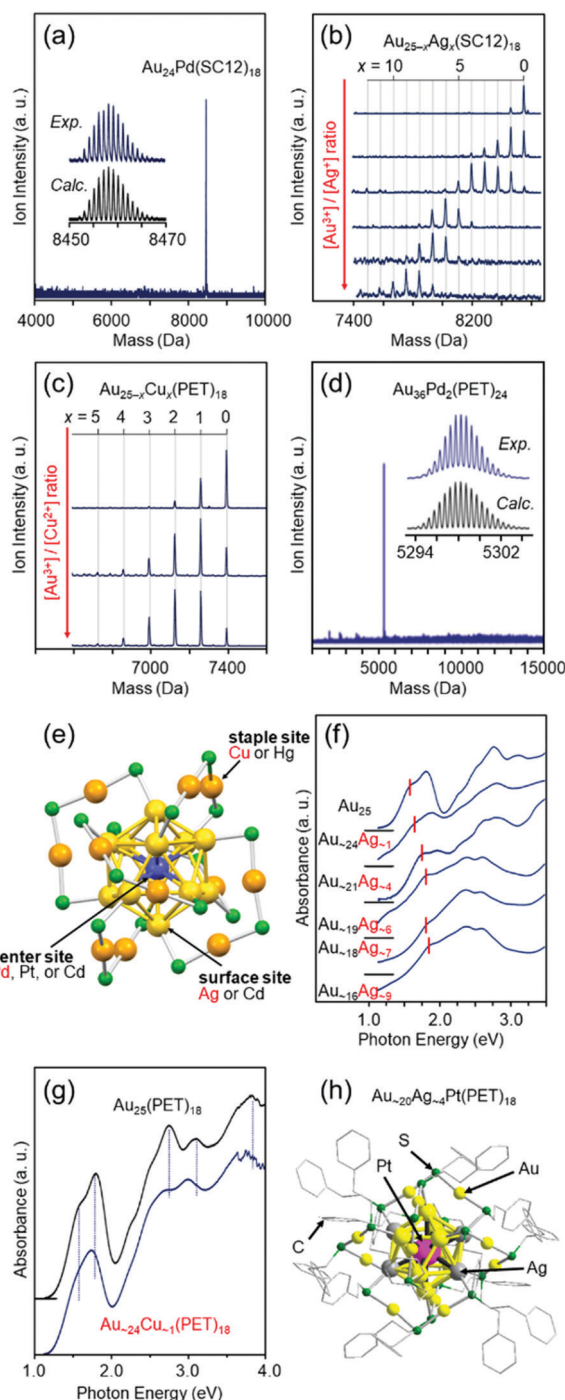 (a)
Au₂₄Pd(SC12)₁₈
Exp.
Calc.
8450 8470
Ion Intensity (a. u.)
4000 6000 8000 10000
Mass (Da)
(b)
Au₂₅₋ₓAgₓ(SC12)₁₈
x = 10 5 0
Ion Intensity (a. u.)
[Au³⁺] / [Ag⁺] ratio
7400 8200
Mass (Da)
(c)
Au₂₅₋ₓCuₓ(PET)₁₈
x = 5 4 3 2 1 0
Ion Intensity (a. u.)
[Au³⁺] / [Cu²⁺] ratio
7000 7400
Mass (Da)
(d)
Au₃₆Pd₂(PET)₂₄
Exp.
Calc.
5294 5302
Ion Intensity (a. u.)
5000 10000 15000
Mass (Da)
(e)
staple site
Cu or Hg
enter site
d, Pt, or Cd
surface site
Ag or Cd
(f)
Absorbance (a. u.)
Au₂₅
Au~₂₄Ag~₁
Au~₂₁Ag~₄
Au~₁₉Ag~₆
Au~₁₈Ag~₇
Au~₁₆Ag~₉
1.0 2.0 3.0
Photon Energy (eV)
(g)
Au₂₅(PET)₁₈
Absorbance (a. u.)
Au~₂₄Cu~₁(PET)₁₈
1.0 2.0 3.0 4.0
Photon Energy (eV)
(h)
Au~₂₀Ag~₄Pt(PET)₁₈
S
Pt
Au
C
Ag